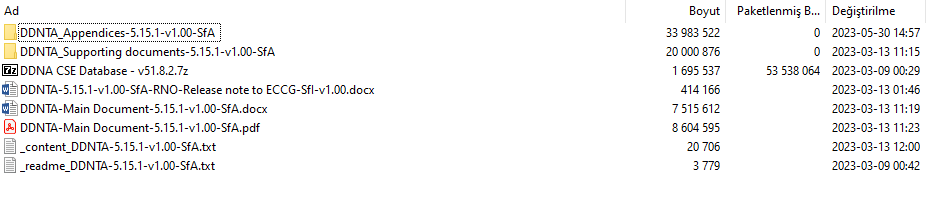 Ad Boyut Paketlenmiş B... Değiştirilme
DDNTA_Appendices-5.15.1-v1.00-SfA 33 983 522 0 2023-05-30 14:57
DDNTA_Supporting documents-5.15.1-v1.00-SfA 20 000 876 0 2023-03-13 11:15
DDNA CSE Database - v51.8.2.7z 1 695 537 53 538 064 2023-03-09 00:29
DDNTA-5.15.1-v1.00-SfA-RNO-Release note to ECCG-SfI-v1.00.docx 414 166 2023-03-13 01:46
DDNTA-Main Document-5.15.1-v1.00-SfA.docx 7 515 612 2023-03-13 11:19
DDNTA-Main Document-5.15.1-v1.00-SfA.pdf 8 604 595 2023-03-13 11:23
_content_DDNTA-5.15.1-v1.00-SfA.txt 20 706 2023-03-13 12:00
_readme_DDNTA-5.15.1-v1.00-SfA.txt 3 779 2023-03-09 00:42